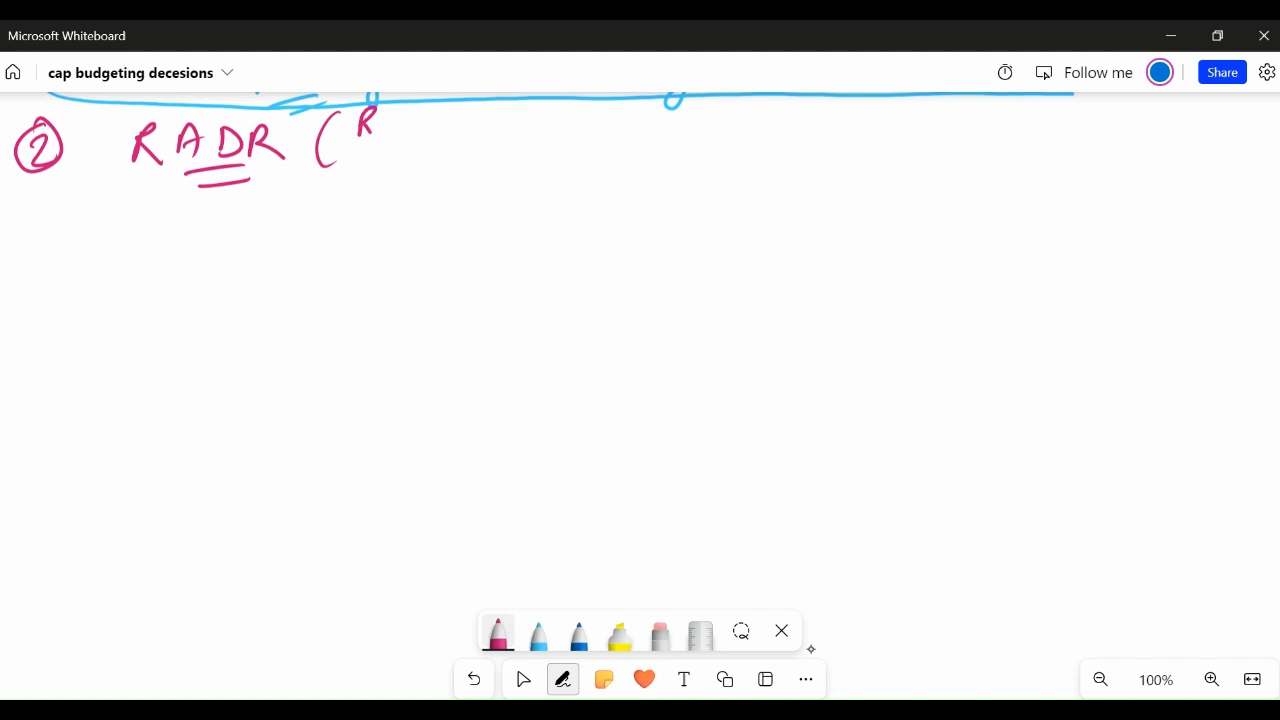 Microsoft Whiteboard
cap budgeting decesions
Follow me
Share
② RADR (R
T
100%